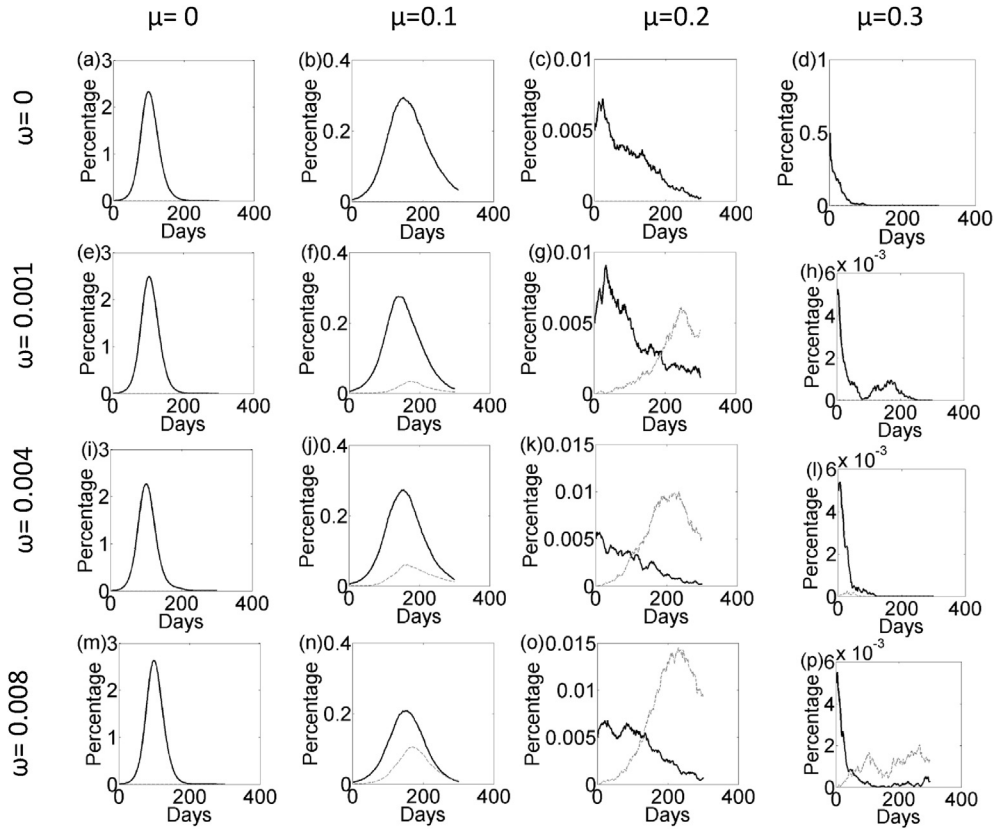 μ= 0 μ=0.1 μ=0.2 μ=0.3
ω= 0
(a) 3 2 1 0 Percentage 0 200 400 Days
(b) 0.4 0.2 0 Percentage 0 200 400 Days
(c) 0.01 0.005 0 Percentage 0 200 400 Days
(d) 1 0.5 0 Percentage 0 200 400 Days
ω= 0.001
(e) 3 2 1 0 Percentage 0 200 400 Days
(f) 0.4 0.2 0 Percentage 0 200 400 Days
(g) 0.01 0.005 0 Percentage 0 200 400 Days
(h) 6 x 10⁻³ 4 2 0 Percentage 0 200 400 Days
ω= 0.004
(i) 3 2 1 0 Percentage 0 200 400 Days
(j) 0.4 0.2 0 Percentage 0 200 400 Days
(k) 0.015 0.01 0.005 0 Percentage 0 200 400 Days
(l) 6 x 10⁻³ 4 2 0 Percentage 0 200 400 Days
ω= 0.008
(m) 3 2 1 0 Percentage 0 200 400 Days
(n) 0.4 0.2 0 Percentage 0 200 400 Days
(o) 0.015 0.01 0.005 0 Percentage 0 200 400 Days
(p) 6 x 10⁻³ 4 2 0 Percentage 0 200 400 Days